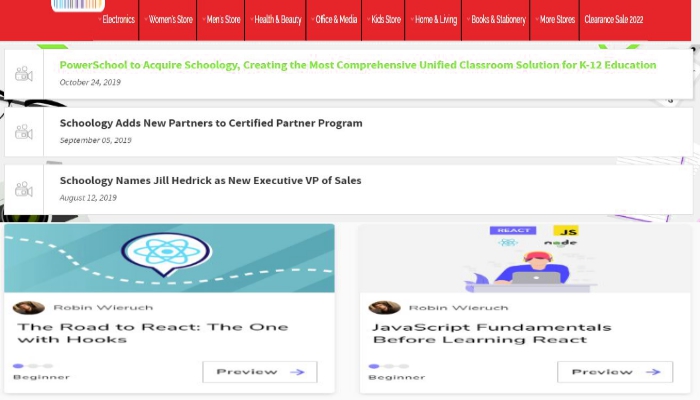 Electronics Women's Store Men's Store Health & Beauty Office & Media Kids Store Home & Living Books & Stationery More Stores Clearance Sale 2022
PowerSchool to Acquire Schoology, Creating the Most Comprehensive Unified Classroom Solution for K-12 Education
October 24, 2019
Schoology Adds New Partners to Certified Partner Program
September 05, 2019
Schoology Names Jill Hedrick as New Executive VP of Sales
August 12, 2019
REACT JS
node
Robin Wieruch
The Road to React: The One
with Hooks
Beginner
Preview
Robin Wieruch
JavaScript Fundamentals
Before Learning React
Beginner
Preview